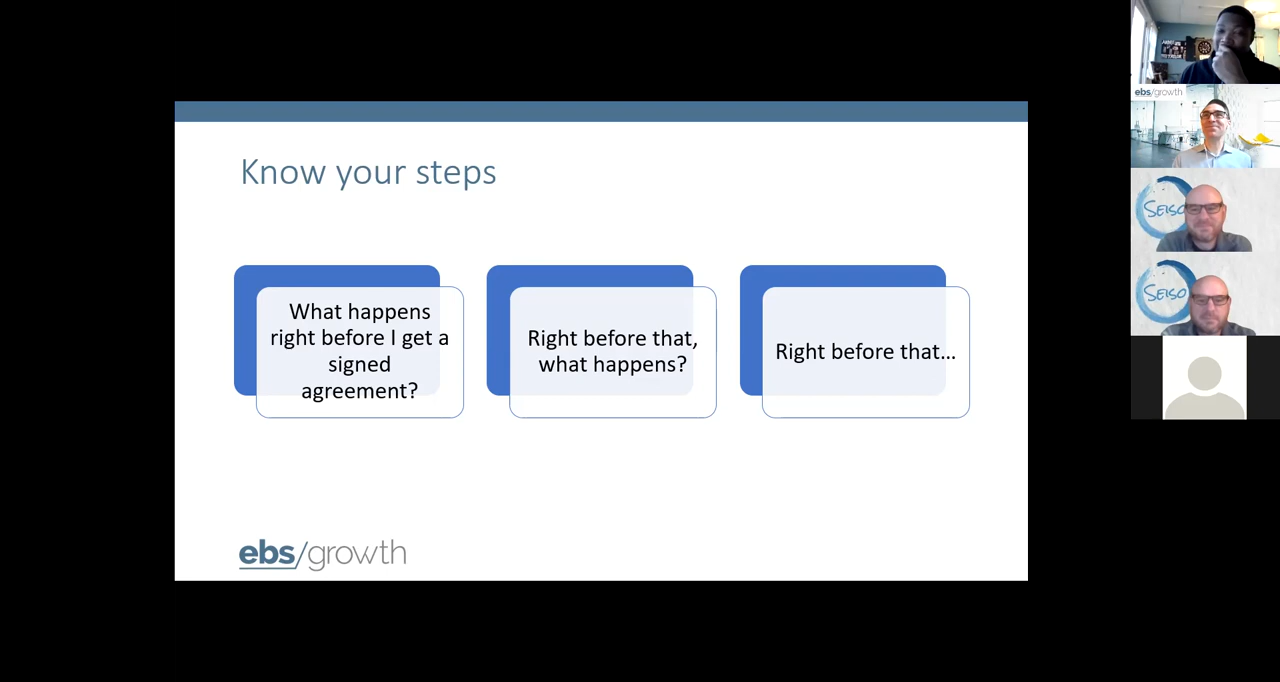 Know your steps
What happens
right before I get a
signed
agreement?
Right before that,
what happens?
Right before that...
ebs/growth
ebs/growth
SEISO
SEISO